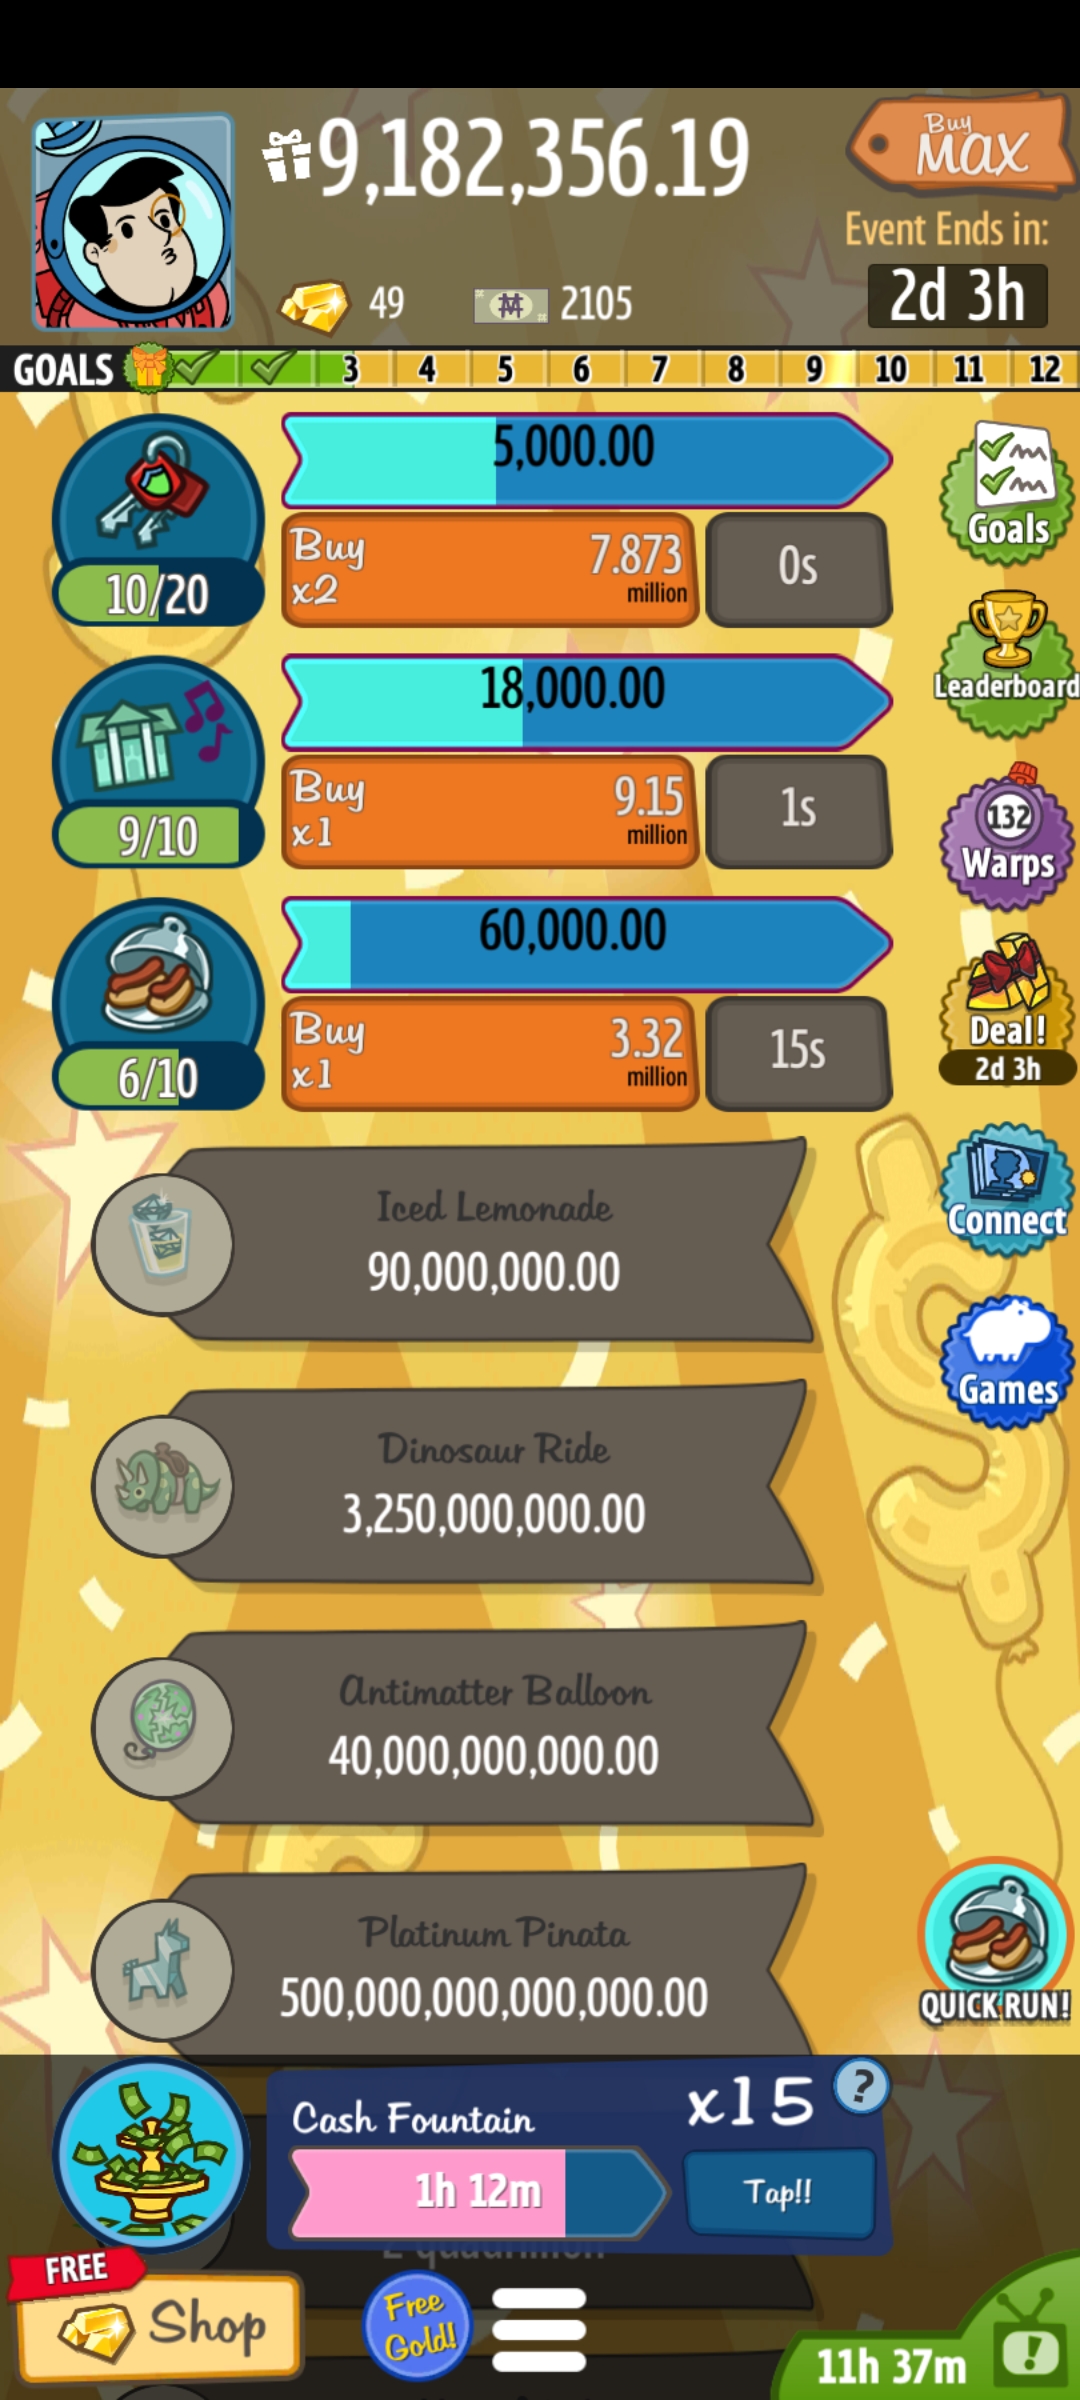 9,182,356.19
Buy
MAX
Event Ends in:
2d 3h
49
2105
GOALS
3 4 5 6 7 8 9 10 11 12
5,000.00
10/20
Buy
x2
7.873
million
0s
Goals
18,000.00
9/10
Buy
x1
9.15
million
1s
Leaderboard
132
Warps
60,000.00
6/10
Buy
x1
3.32
million
15s
Deal!
2d 3h
Iced Lemonade
90,000,000.00
Connect
Games
Dinosaur Ride
3,250,000,000.00
Antimatter Balloon
40,000,000,000.00
Platinum Pinata
500,000,000,000,000.00
QUICK RUN!
Cash Fountain
x15
?
1h 12m
Tap!!
FREE
Shop
Free
Gold!
11h 37m
!